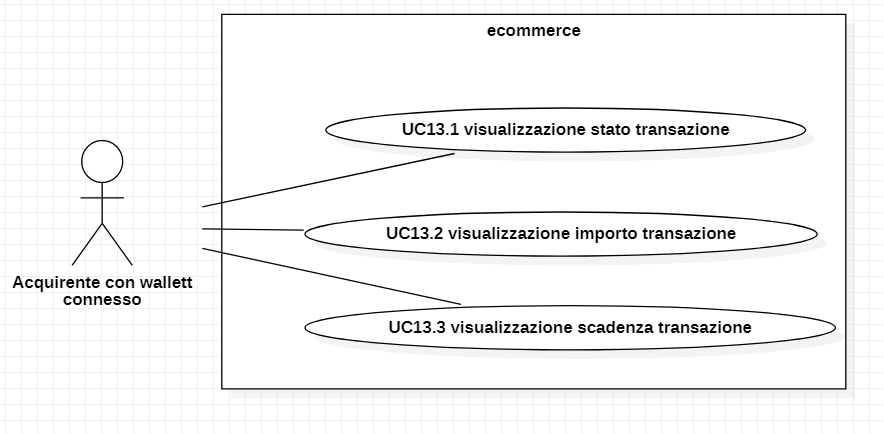 ecommerce
UC13.1 visualizzazione stato transazione
UC13.2 visualizzazione importo transazione
Acquirente con wallett
connesso
UC13.3 visualizzazione scadenza transazione